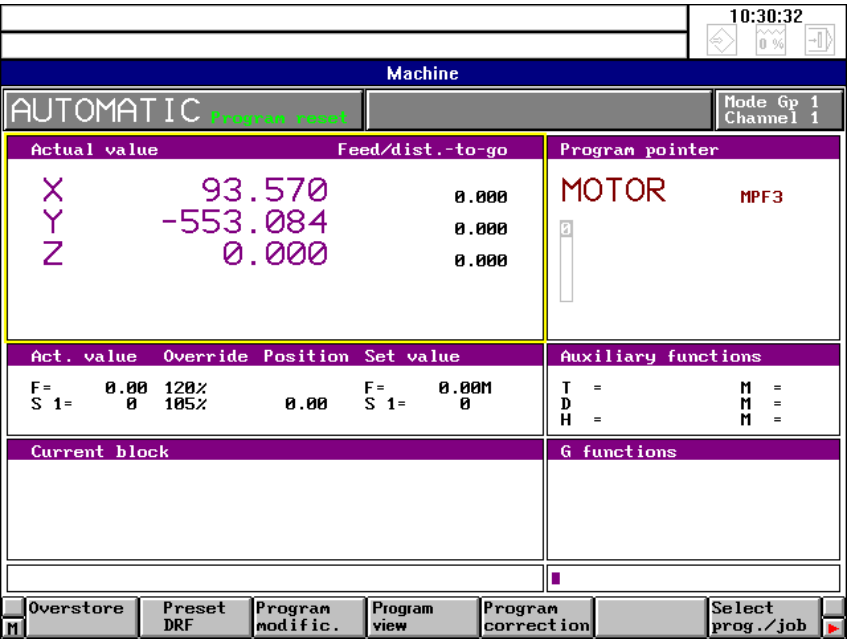 10:30:32
0 %
Machine
AUTOMATIC Program reset
Mode Gp 1
Channel 1
Actual value Feed/dist.-to-go
X 93.570 0.000
Y -553.084 0.000
Z 0.000 0.000
Program pointer
MOTOR MPF3
0
Act. value Override Position Set value
F= 0.00 120% F= 0.00M
S 1= 0 105% 0.00 S 1= 0
Auxiliary functions
T = M =
D M =
H = M =
Current block
G functions
M
Overstore
Preset
DRF
Program
modific.
Program
view
Program
correction
Select
prog./job